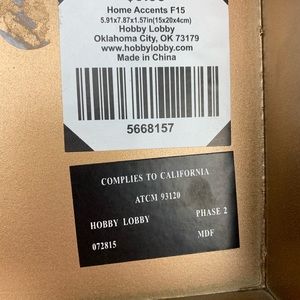 Home Accents F15
5.91x7.87x1.57in(15x20x4cm)
Hobby Lobby
Oklahoma City, OK 73179
www.hobbylobby.com
Made in China
5668157
COMPLIES TO CALIFORNIA
ATCM 93120
HOBBY LOBBY PHASE 2
072815 MDF